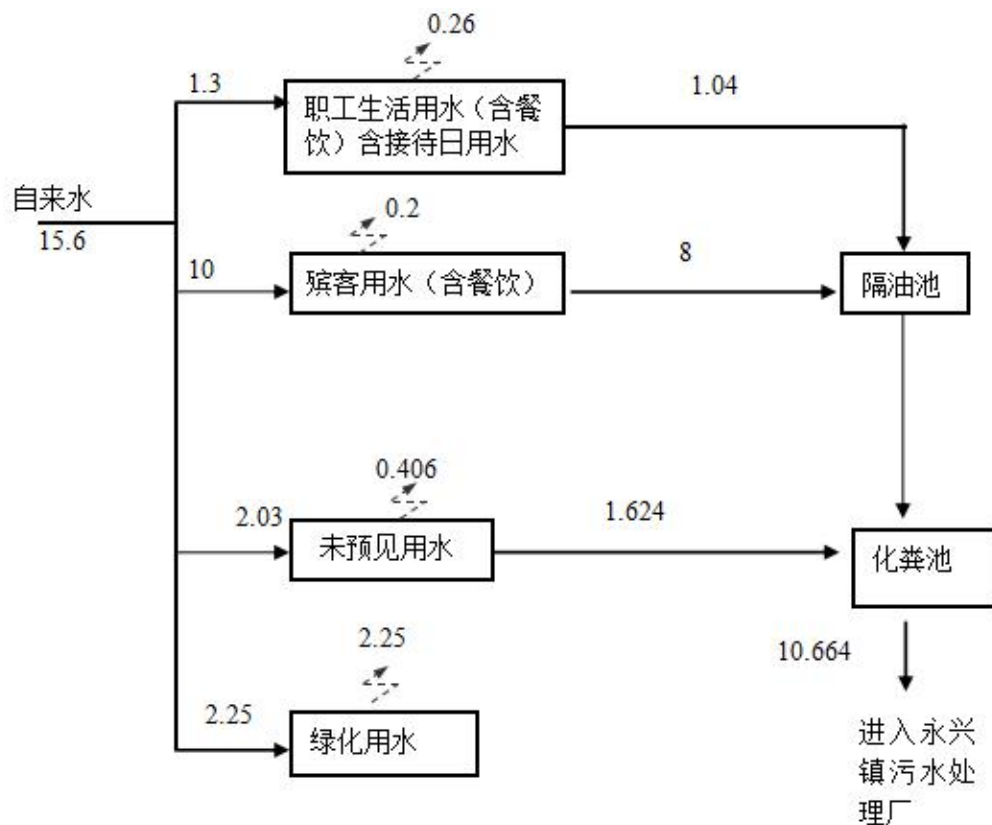 0.26
1.3
职工生活用水（含餐
饮）含接待日用水
1.04
自来水
15.6
0.2
10
殡客用水（含餐饮）
8
隔油池
0.406
2.03
未预见用水
1.624
化粪池
2.25
2.25
绿化用水
10.664
进入永兴
镇污水处
理厂